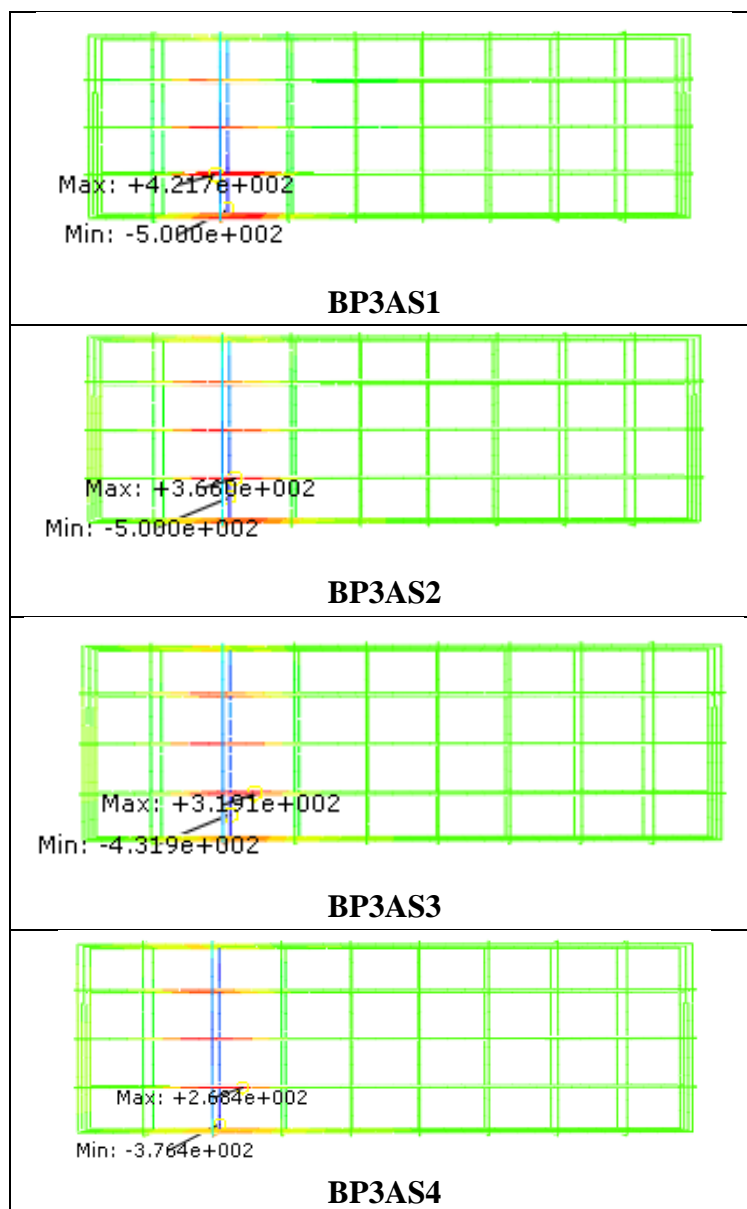 Max: +4.217e+002
Min: -5.000e+002
BP3AS1
Max: +3.660e+002
Min: -5.000e+002
BP3AS2
Max: +3.191e+002
Min: -4.319e+002
BP3AS3
Max: +2.684e+002
Min: -3.764e+002
BP3AS4